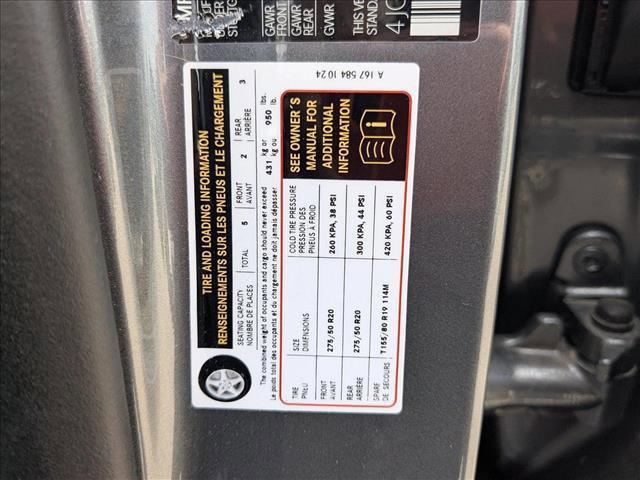 GAWR
FRONT
GAWR
REAR
GVWR
THIS VE
STANDA
4JG
TIRE AND LOADING INFORMATION
RENSEIGNEMENTS SUR LES PNEUS ET LE CHARGEMENT
SEATING CAPACITY TOTAL 5 FRONT 2 REAR 3
NOMBRE DE PLACES AVANT ARRIÈRE
The combined weight of occupants and cargo should never exceed 431 kg or 950 lbs.
Le poids total des occupants et du chargement ne doit jamais dépasser kg ou lb.
TIRE SIZE COLD TIRE PRESSURE
PNEU DIMENSIONS PRESSION DES
PNEUS À FROID
FRONT 275/50 R20 260 KPA, 38 PSI
AVANT
REAR 275/50 R20 300 KPA, 44 PSI
ARRIÈRE
SPARE T155/80 R19 114M 420 KPA, 60 PSI
DE SECOURS
SEE OWNER'S
MANUAL FOR
ADDITIONAL
INFORMATION
A 167 584 10 24